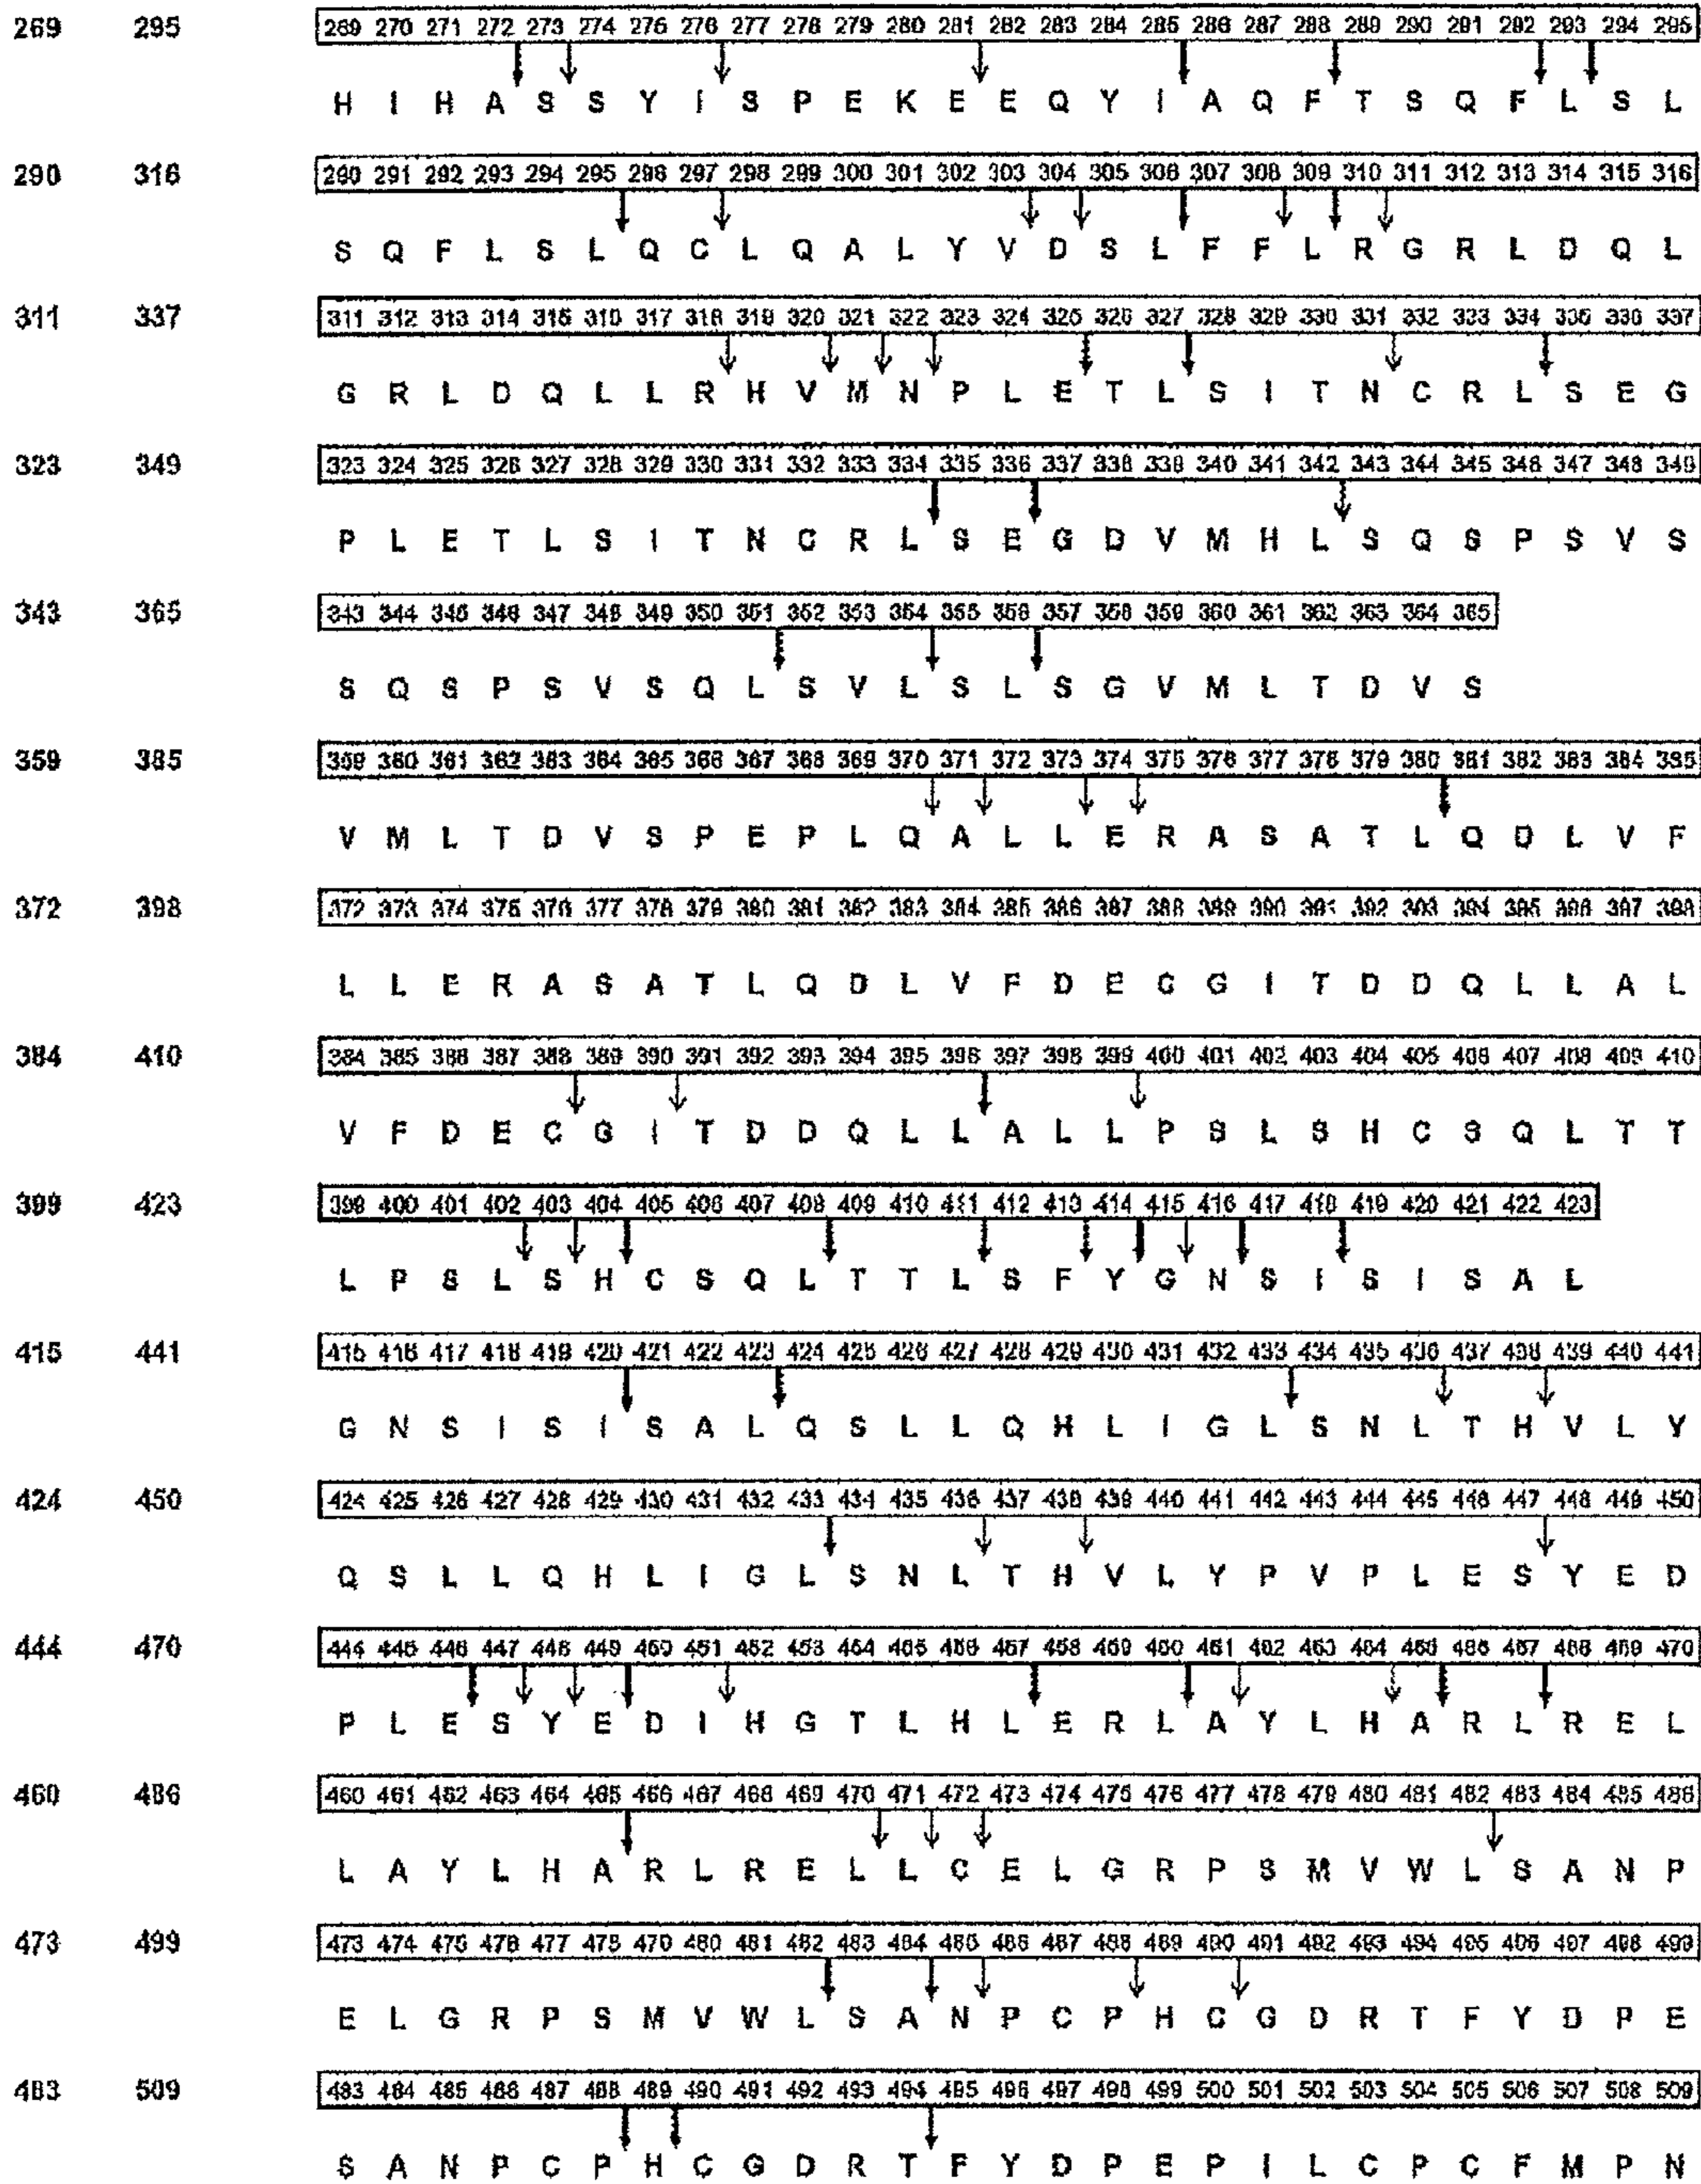 269 295 269 270 271 272 273 274 275 276 277 278 279 280 281 282 283 284 285 286 287 288 289 290 291 292 293 294 295
H I H A S S Y I S P E K E E Q Y I A Q F T S Q F L S L
290 316 290 291 292 293 294 295 296 297 298 299 300 301 302 303 304 305 306 307 308 309 310 311 312 313 314 315 316
S Q F L S L Q C L Q A L Y V D S L F F L R G R L D Q L
311 337 311 312 313 314 315 316 317 318 319 320 321 322 323 324 325 326 327 328 329 330 331 332 333 334 335 336 337
G R L D Q L L R H V M N P L E T L S I T N C R L S E G
323 349 323 324 325 326 327 328 329 330 331 332 333 334 335 336 337 338 339 340 341 342 343 344 345 346 347 348 349
P L E T L S I T N C R L S E G D V M H L S Q S P S V S
343 365 343 344 345 346 347 348 349 350 351 352 353 354 355 356 357 358 359 360 361 362 363 364 365
S Q S P S V S Q L S V L S L S G V M L T D V S
359 385 359 360 361 362 363 364 365 366 367 368 369 370 371 372 373 374 375 376 377 378 379 380 381 382 383 384 385
V M L T D V S P E P L Q A L L E R A S A T L Q D L V F
372 398 372 373 374 375 376 377 378 379 380 381 382 383 384 385 386 387 388 389 390 391 392 393 394 395 396 397 398
L L E R A S A T L Q D L V F D E C G I T D D Q L L A L
384 410 384 385 386 387 388 389 390 391 392 393 394 395 396 397 398 399 400 401 402 403 404 405 406 407 408 409 410
V F D E C G I T D D Q L L A L L P S L S H C S Q L T T
399 423 399 400 401 402 403 404 405 406 407 408 409 410 411 412 413 414 415 416 417 418 419 420 421 422 423
L P S L S H C S Q L T T L S F Y G N S I S I S A L
415 441 415 416 417 418 419 420 421 422 423 424 425 426 427 428 429 430 431 432 433 434 435 436 437 438 439 440 441
G N S I S I S A L Q S L L Q H L I G L S N L T H V L Y
424 450 424 425 426 427 428 429 430 431 432 433 434 435 436 437 438 439 440 441 442 443 444 445 446 447 448 449 450
Q S L L Q H L I G L S N L T H V L Y P V P L E S Y E D
444 470 444 445 446 447 448 449 450 451 452 453 454 455 456 457 458 459 460 461 462 463 464 465 466 467 468 469 470
P L E S Y E D I H G T L H L E R L A Y L H A R L R E L
460 486 460 461 462 463 464 465 466 467 468 469 470 471 472 473 474 475 476 477 478 479 480 481 482 483 484 485 486
L A Y L H A R L R E L L C E L G R P S M V W L S A N P
473 499 473 474 475 476 477 478 479 480 481 482 483 484 485 486 487 488 489 490 491 492 493 494 495 496 497 498 499
E L G R P S M V W L S A N P C P H C G D R T F Y D P E
483 509 483 484 485 486 487 488 489 490 491 492 493 494 495 496 497 498 499 500 501 502 503 504 505 506 507 508 509
S A N P C P H C G D R T F Y D P E P I L C P C F M P N